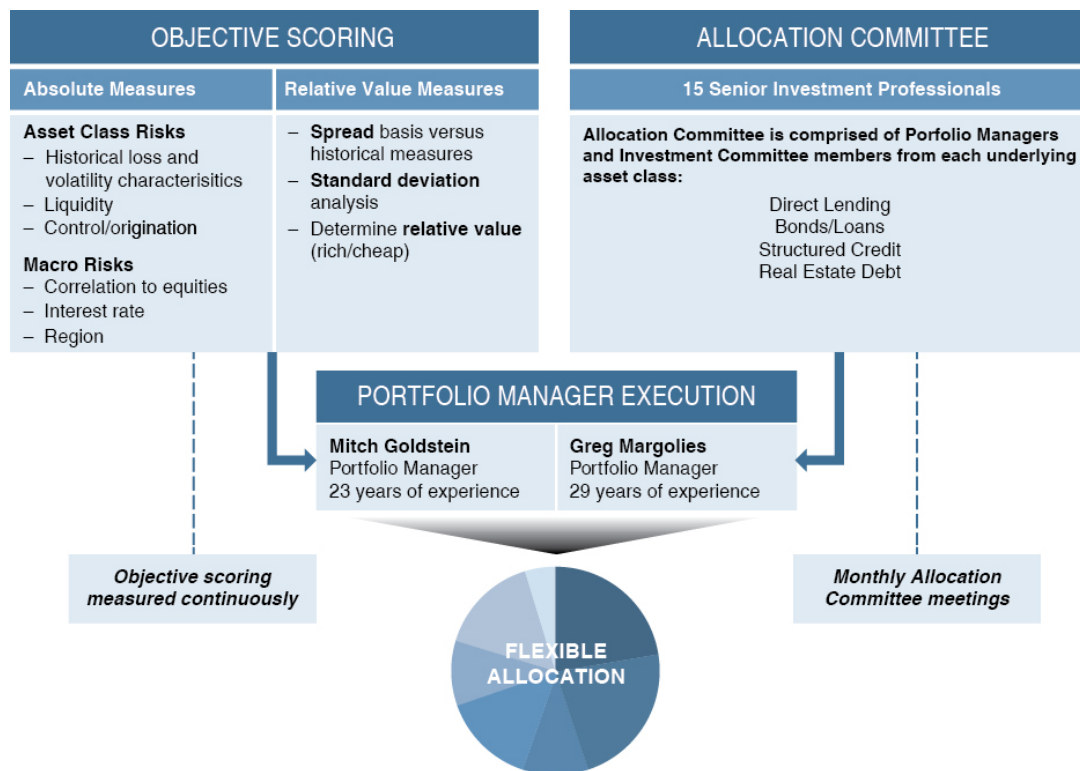 OBJECTIVE SCORING
Absolute Measures
Asset Class Risks
– Historical loss and
volatility characterisitics
– Liquidity
– Control/origination
Macro Risks
– Correlation to equities
– Interest rate
– Region
Relative Value Measures
– Spread basis versus
historical measures
– Standard deviation
analysis
– Determine relative value
(rich/cheap)
ALLOCATION COMMITTEE
15 Senior Investment Professionals
Allocation Committee is comprised of Porfolio Managers
and Investment Committee members from each underlying
asset class:
Direct Lending
Bonds/Loans
Structured Credit
Real Estate Debt
PORTFOLIO MANAGER EXECUTION
Mitch Goldstein
Portfolio Manager
23 years of experience
Greg Margolies
Portfolio Manager
29 years of experience
Objective scoring
measured continuously
Monthly Allocation
Committee meetings
FLEXIBLE
ALLOCATION